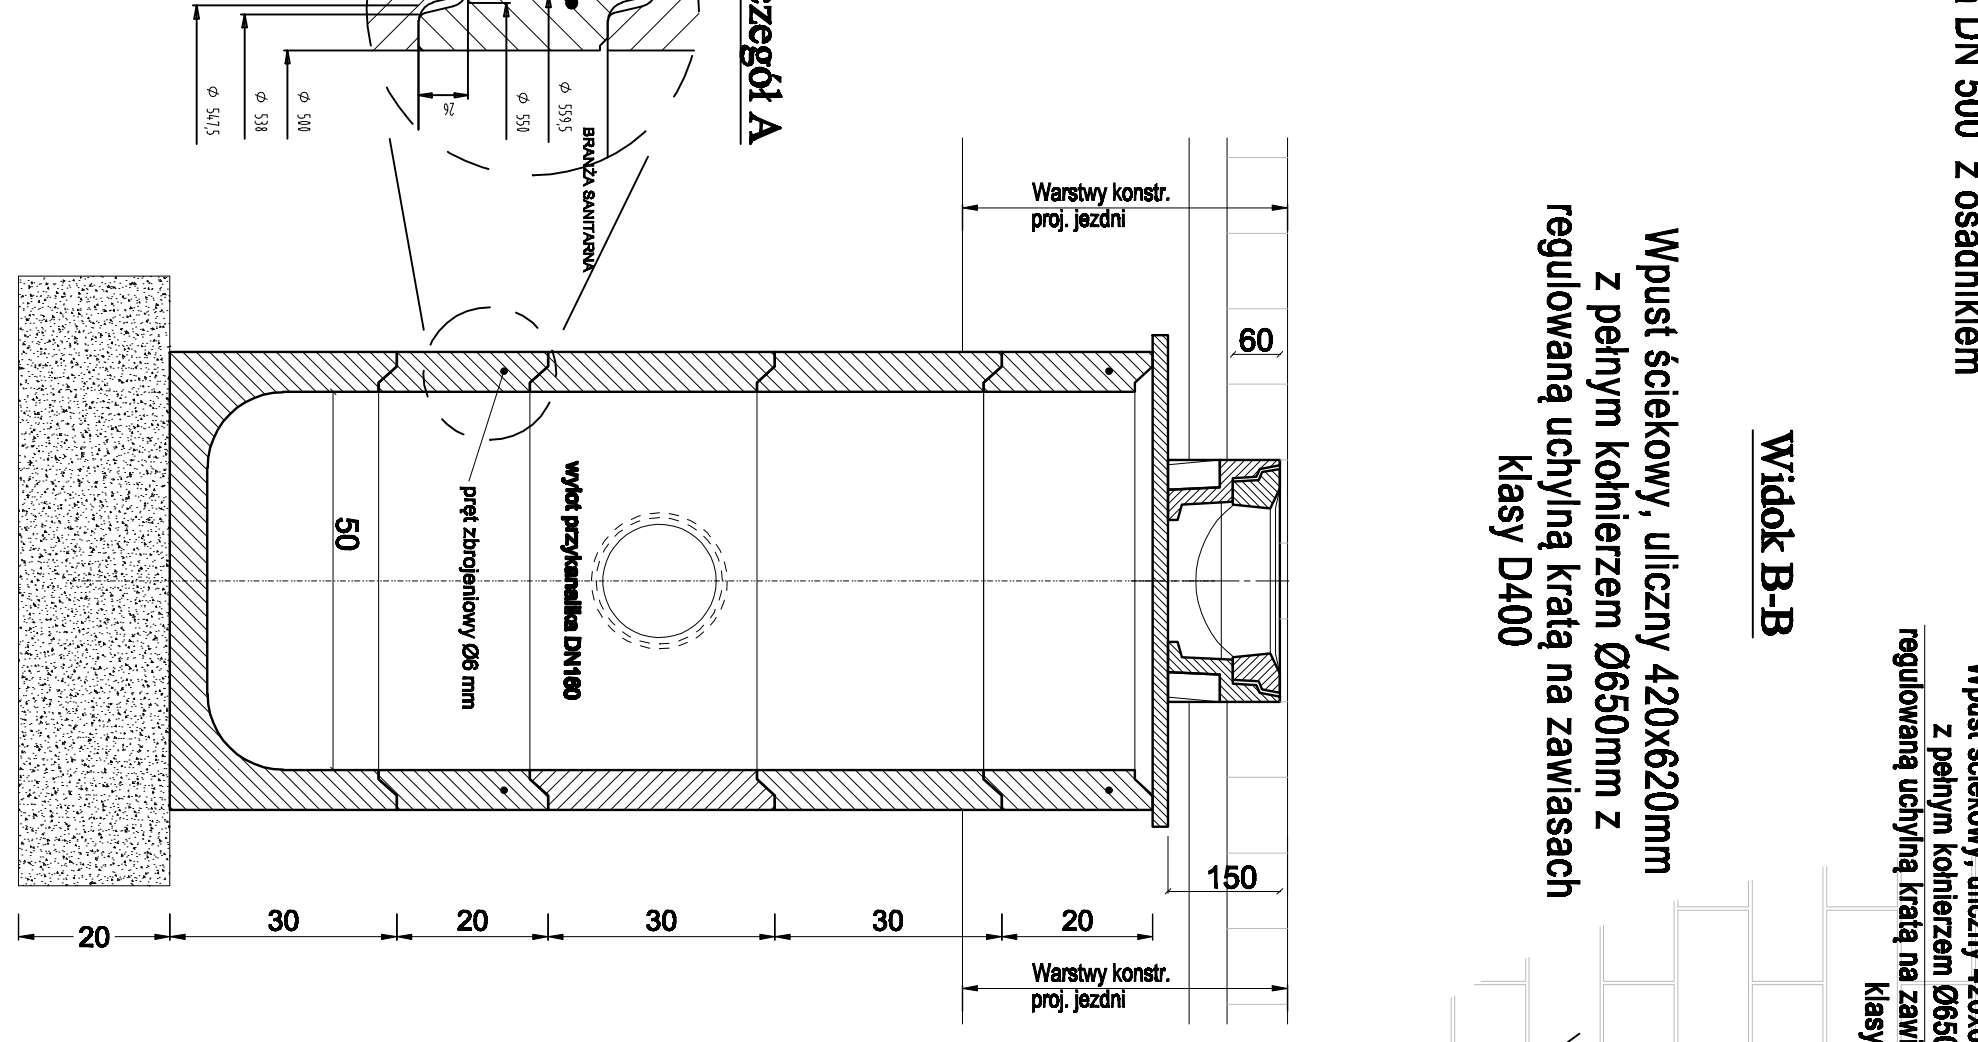 DN 500 z osadnikiem
Widok B-B
Wpust ściekowy, uliczny 420x620mm
z pełnym kołnierzem Ø650mm z
regulowaną uchylną kratą na zawiasach
klasy D400
z pełnym kołnierzem Ø650
regulowaną uchylną kratą na
klasy
A
Ø 547,5
Ø 538
Ø 500
26
Ø 550
Ø 559,5
BRANŻA SANITARNA
Warstwy konstr.
proj. jezdni
60
50
pręt zbrojeniowy Ø6 mm
wylot przykanalika DN160
150
20
30
20
30
30
20
Warstwy konstr.
proj. jezdni